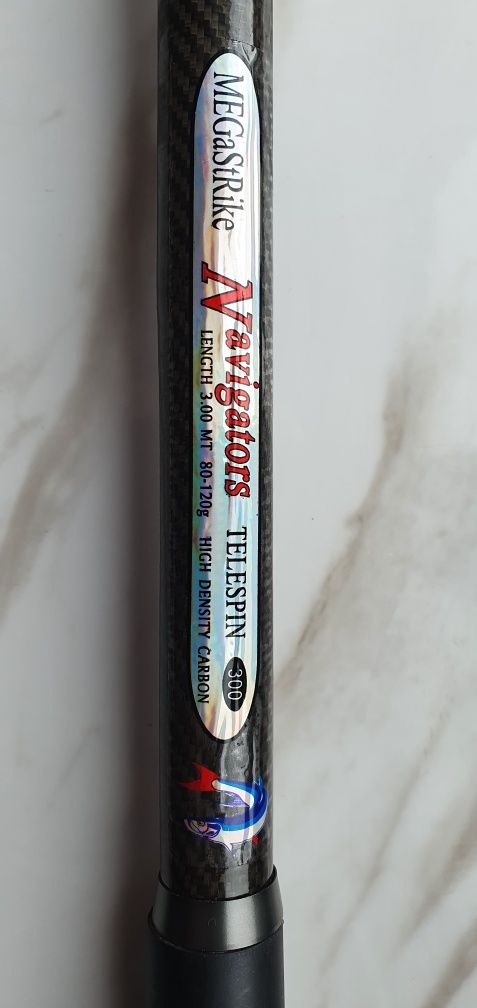 MEGaStRike Navigators TELESPIN 300
LENGTH 3.00 MT 80-120g HIGH DENSITY CARBON